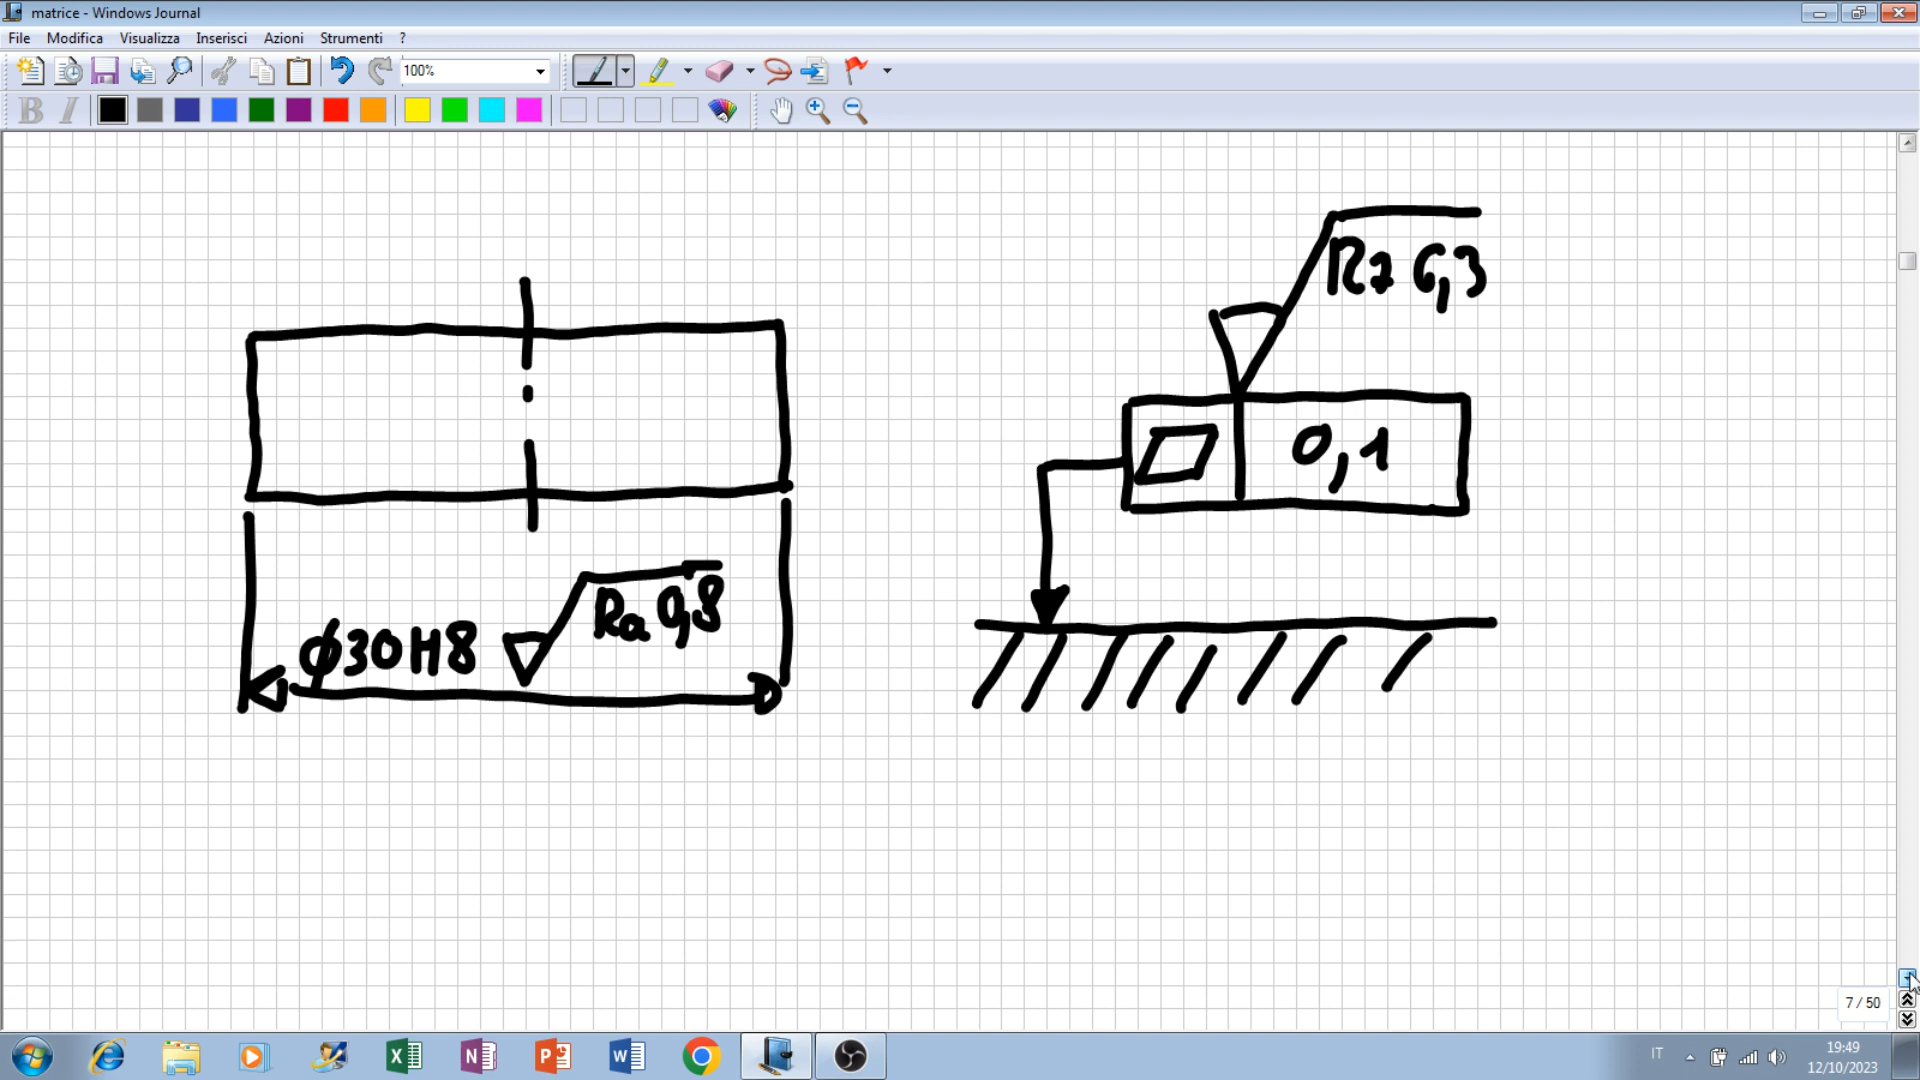 matrice - Windows Journal
File Modifica Visualizza Inserisci Azioni Strumenti ?
100%
B I
Rz 6,3
0,1
Ra 0,8
ϕ30H8
7 / 50
IT
19:49
12/10/2023